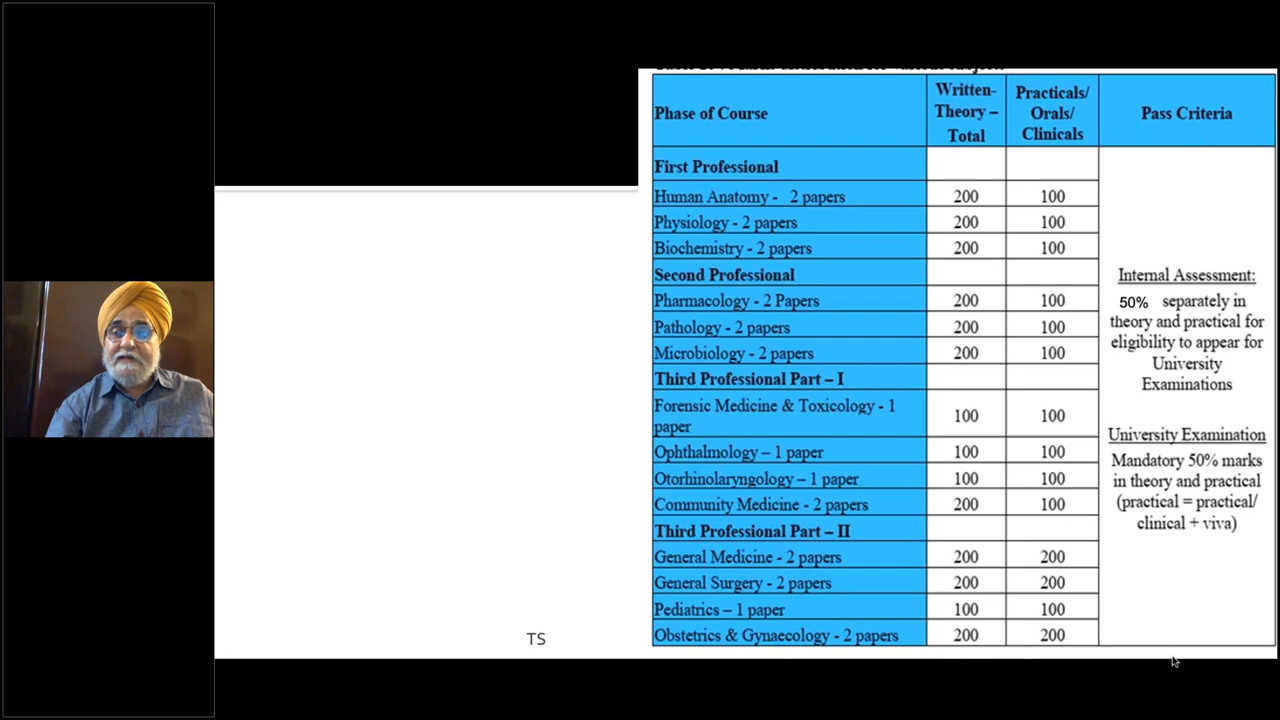 Written-
Phase of Course Theory – Practicals/ Pass Criteria
Total Orals/
Clinicals
First Professional
Human Anatomy - 2 papers 200 100
Physiology - 2 papers 200 100
Biochemistry - 2 papers 200 100
Second Professional
Pharmacology - 2 Papers 200 100
Pathology - 2 papers 200 100
Microbiology - 2 papers 200 100
Third Professional Part – I
Forensic Medicine & Toxicology - 1
paper 100 100
Ophthalmology – 1 paper 100 100
Otorhinolaryngology – 1 paper 100 100
Community Medicine - 2 papers 200 100
Third Professional Part – II
General Medicine - 2 papers 200 200
General Surgery - 2 papers 200 200
Pediatrics – 1 paper 100 100
Obstetrics & Gynaecology - 2 papers 200 200
Internal Assessment:
50% separately in
theory and practical for
eligibility to appear for
University
Examinations
University Examination
Mandatory 50% marks
in theory and practical
(practical = practical/
clinical + viva)
TS